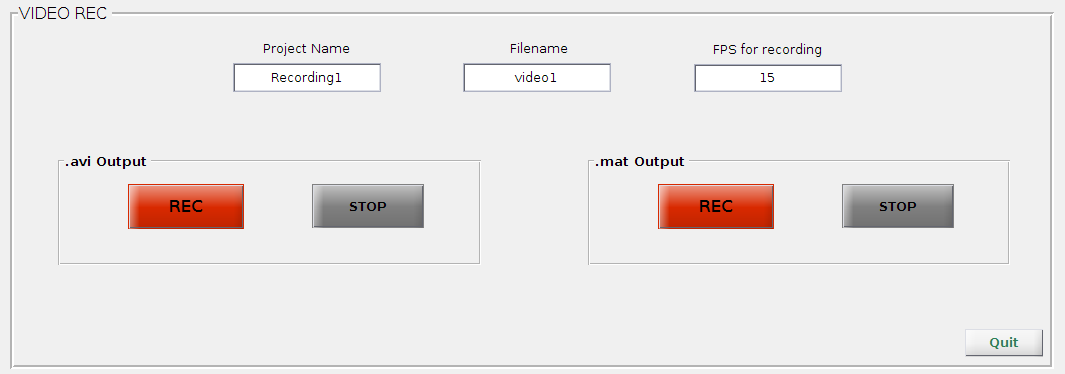 VIDEO REC
Project Name
Filename
FPS for recording
Recording1
video1
15
.avi Output
.mat Output
REC
STOP
REC
STOP
Quit